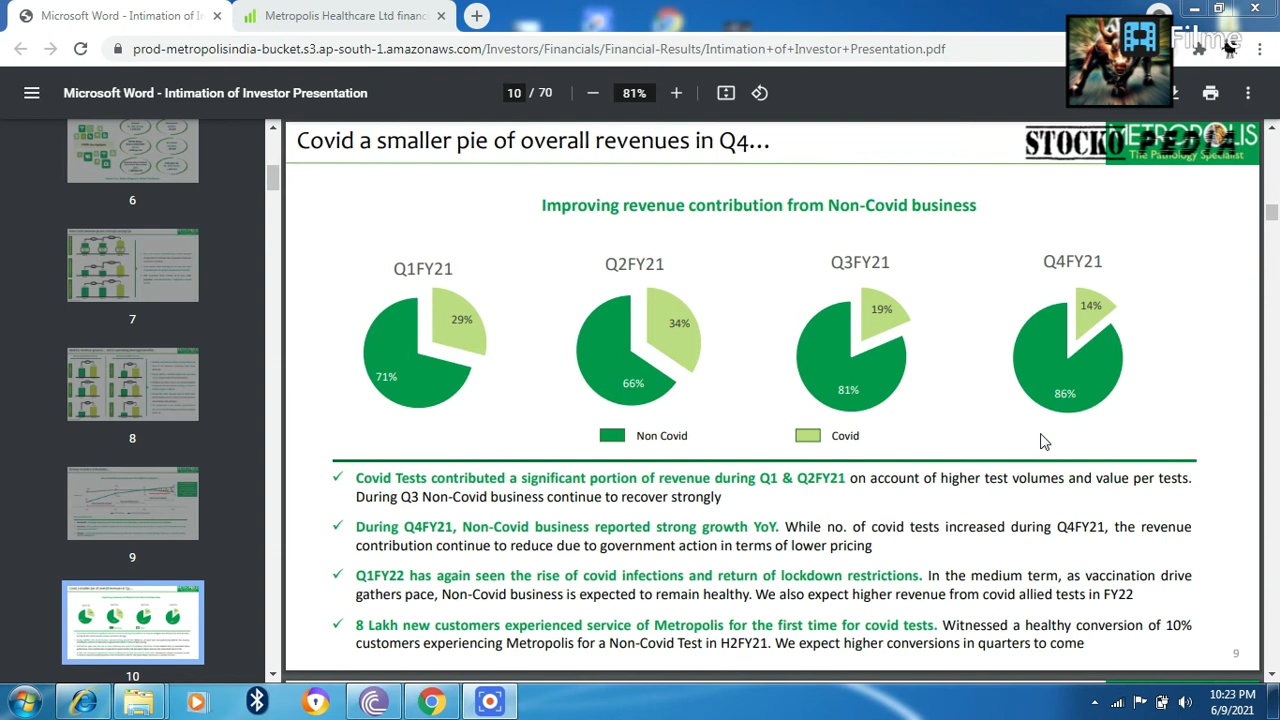 Microsoft Word - Intimation of In
Metropolis Healthcare Ltd financ
prod-metropolisindia-bucket.s3.ap-south-1.amazonaws.com/Investors/Financials/Financial-Results/Intimation+of+Investor+Presentation.pdf
Filme
Microsoft Word - Intimation of Investor Presentation
10 / 70
81%
6
7
8
9
10
Covid a smaller pie of overall revenues in Q4...
STOCKO PEDIA
METROPOLIS
The Pathology Specialist
Improving revenue contribution from Non-Covid business
Q1FY21
Q2FY21
Q3FY21
Q4FY21
29%
71%
34%
66%
19%
81%
14%
86%
Non Covid
Covid
✓ Covid Tests contributed a significant portion of revenue during Q1 & Q2FY21 on account of higher test volumes and value per tests.
During Q3 Non-Covid business continue to recover strongly
✓ During Q4FY21, Non-Covid business reported strong growth YoY. While no. of covid tests increased during Q4FY21, the revenue
contribution continue to reduce due to government action in terms of lower pricing
✓ Q1FY22 has again seen the rise of covid infections and return of lockdown restrictions. In the medium term, as vaccination drive
garners pace, Non-Covid business is expected to remain healthy. We also expect higher revenue from covid allied tests in FY22
✓ 8 Lakh new customers experienced service of Metropolis for the first time in covid tests. Witnessed a healthy conversion of 10%
customers experiencing Metropolis for a Non-Covid Test in H2FY21. We expect higher conversions in quarters to come
9
10:23 PM
6/9/2021